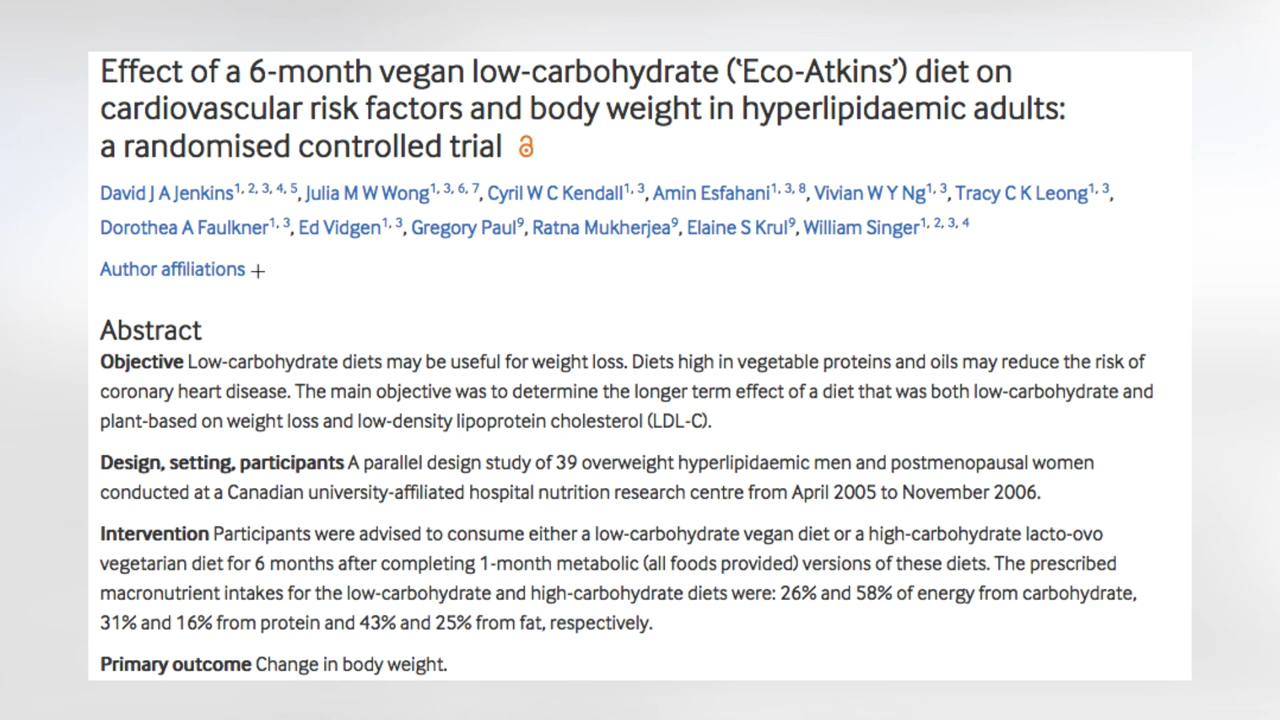 Effect of a 6-month vegan low-carbohydrate (‘Eco-Atkins’) diet on
cardiovascular risk factors and body weight in hyperlipidaemic adults:
a randomised controlled trial
David J A Jenkins1, 2, 3, 4, 5, Julia M W Wong1, 3, 6, 7, Cyril W C Kendall1, 3, Amin Esfahani1, 3, 8, Vivian W Y Ng1, 3, Tracy C K Leong1, 3,
Dorothea A Faulkner1, 3, Ed Vidgen1, 3, Gregory Paul9, Ratna Mukherjea9, Elaine S Krul9, William Singer1, 2, 3, 4
Author affiliations +
Abstract
Objective Low-carbohydrate diets may be useful for weight loss. Diets high in vegetable proteins and oils may reduce the risk of
coronary heart disease. The main objective was to determine the longer term effect of a diet that was both low-carbohydrate and
plant-based on weight loss and low-density lipoprotein cholesterol (LDL-C).
Design, setting, participants A parallel design study of 39 overweight hyperlipidaemic men and postmenopausal women
conducted at a Canadian university-affiliated hospital nutrition research centre from April 2005 to November 2006.
Intervention Participants were advised to consume either a low-carbohydrate vegan diet or a high-carbohydrate lacto-ovo
vegetarian diet for 6 months after completing 1-month metabolic (all foods provided) versions of these diets. The prescribed
macronutrient intakes for the low-carbohydrate and high-carbohydrate diets were: 26% and 58% of energy from carbohydrate,
31% and 16% from protein and 43% and 25% from fat, respectively.
Primary outcome Change in body weight.